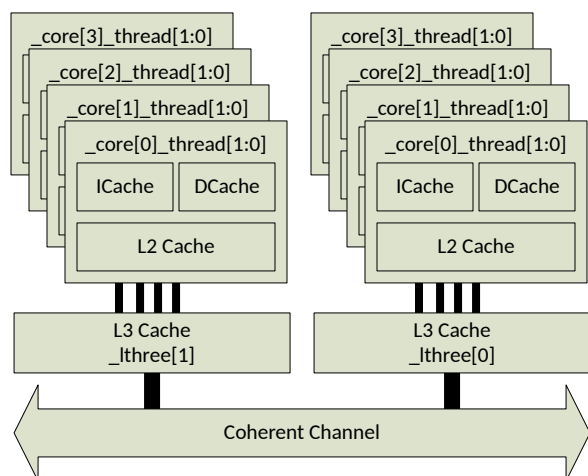 _core[3]_thread[1:0]
_core[2]_thread[1:0]
_core[1]_thread[1:0]
_core[0]_thread[1:0]
ICache
DCache
L2 Cache
L3 Cache
_lthree[1]
_core[3]_thread[1:0]
_core[2]_thread[1:0]
_core[1]_thread[1:0]
_core[0]_thread[1:0]
ICache
DCache
L2 Cache
L3 Cache
_lthree[0]
Coherent Channel